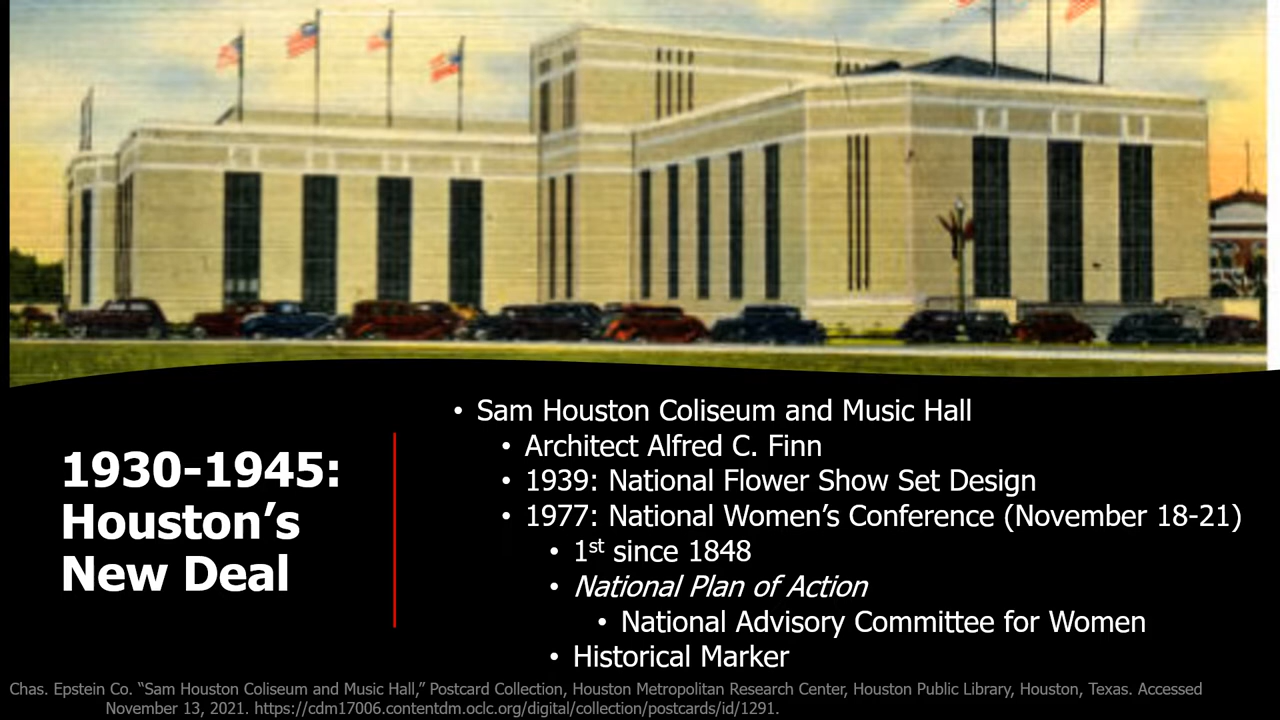 1930-1945:
Houston’s
New Deal
• Sam Houston Coliseum and Music Hall
• Architect Alfred C. Finn
• 1939: National Flower Show Set Design
• 1977: National Women’s Conference (November 18-21)
• 1st since 1848
• National Plan of Action
• National Advisory Committee for Women
• Historical Marker
Chas. Epstein Co. “Sam Houston Coliseum and Music Hall,” Postcard Collection, Houston Metropolitan Research Center, Houston Public Library, Houston, Texas. Accessed
November 13, 2021. https://cdm17006.contentdm.oclc.org/digital/collection/postcards/id/1291.